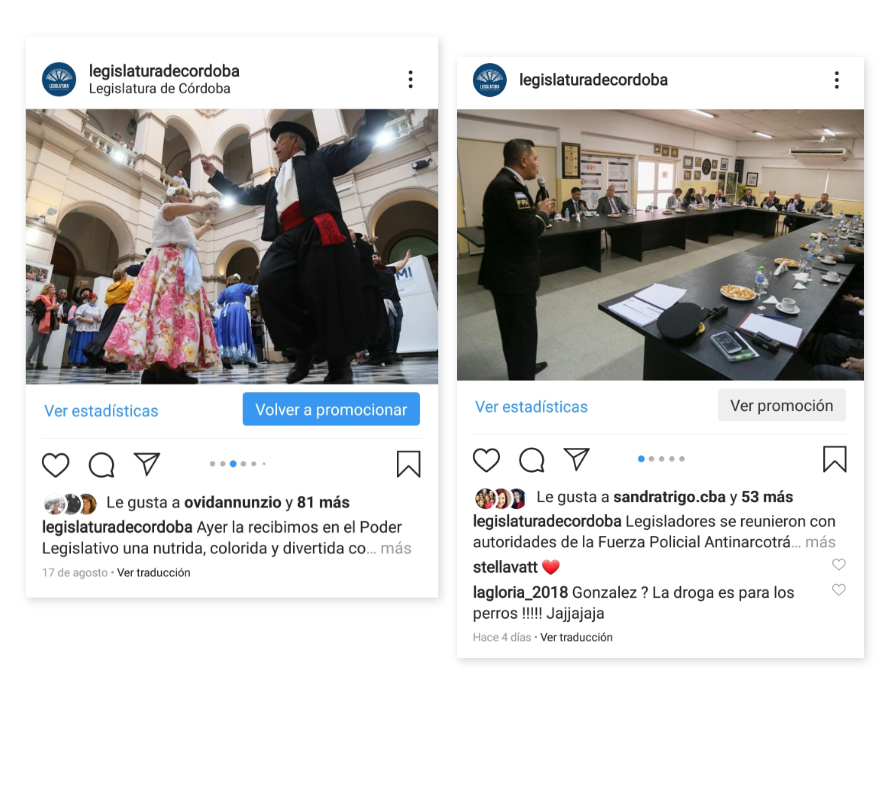 legislaturadecordoba
Legislatura de Córdoba
Ver estadísticas
Volver a promocionar
Le gusta a ovidannunzio y 81 más
legislaturadecordoba Ayer la recibimos en el Poder
Legislativo una nutrida, colorida y divertida co... más
17 de agosto • Ver traducción
legislaturadecordoba
Ver estadísticas
Ver promoción
Le gusta a sandratrigo.cba y 53 más
legislaturadecordoba Legisladores se reunieron con
autoridades de la Fuerza Policial Antinarcotrá... más
stellavatt ❤️
lagloria_2018 Gonzalez ? La droga es para los
perros !!!!! Jajjajaja
Hace 4 días • Ver traducción